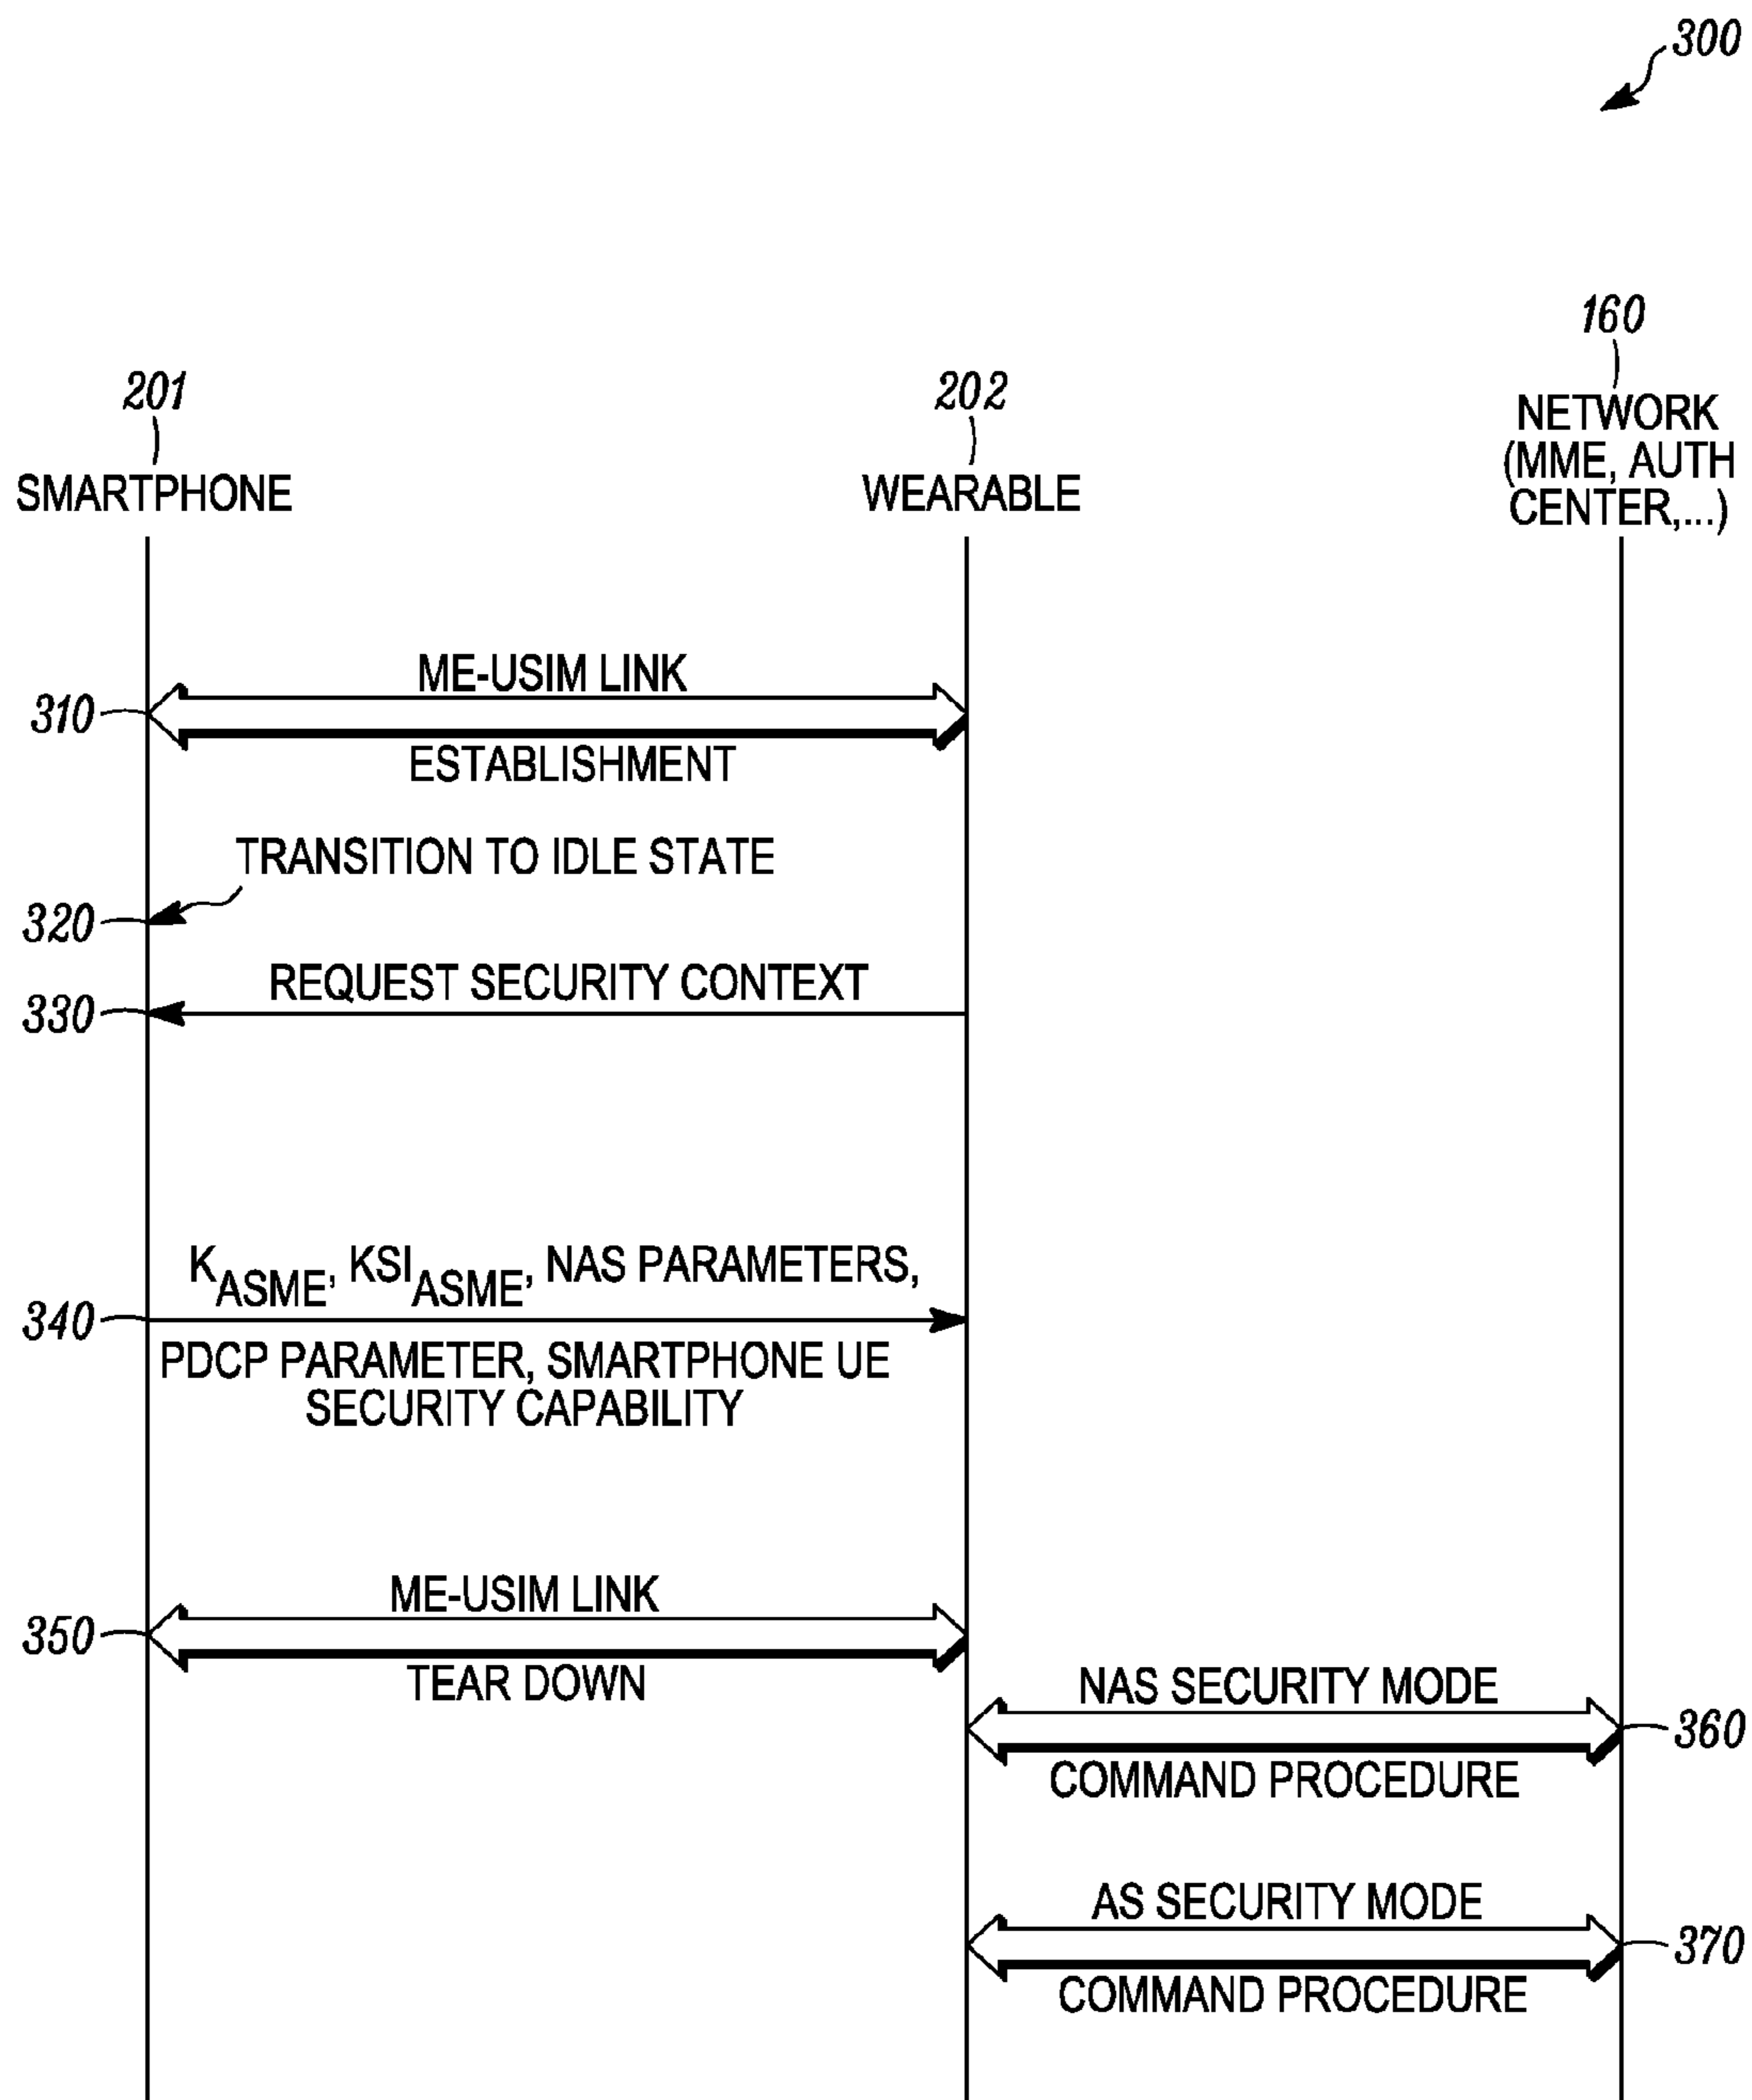 300
160
201
202
NETWORK
(MME, AUTH
CENTER,...)
SMARTPHONE
WEARABLE
ME-USIM LINK
310
ESTABLISHMENT
TRANSITION TO IDLE STATE
320
REQUEST SECURITY CONTEXT
330
KASME, KSIASME, NAS PARAMETERS,
340
PDCP PARAMETER, SMARTPHONE UE
SECURITY CAPABILITY
ME-USIM LINK
350
TEAR DOWN
NAS SECURITY MODE
360
COMMAND PROCEDURE
AS SECURITY MODE
370
COMMAND PROCEDURE